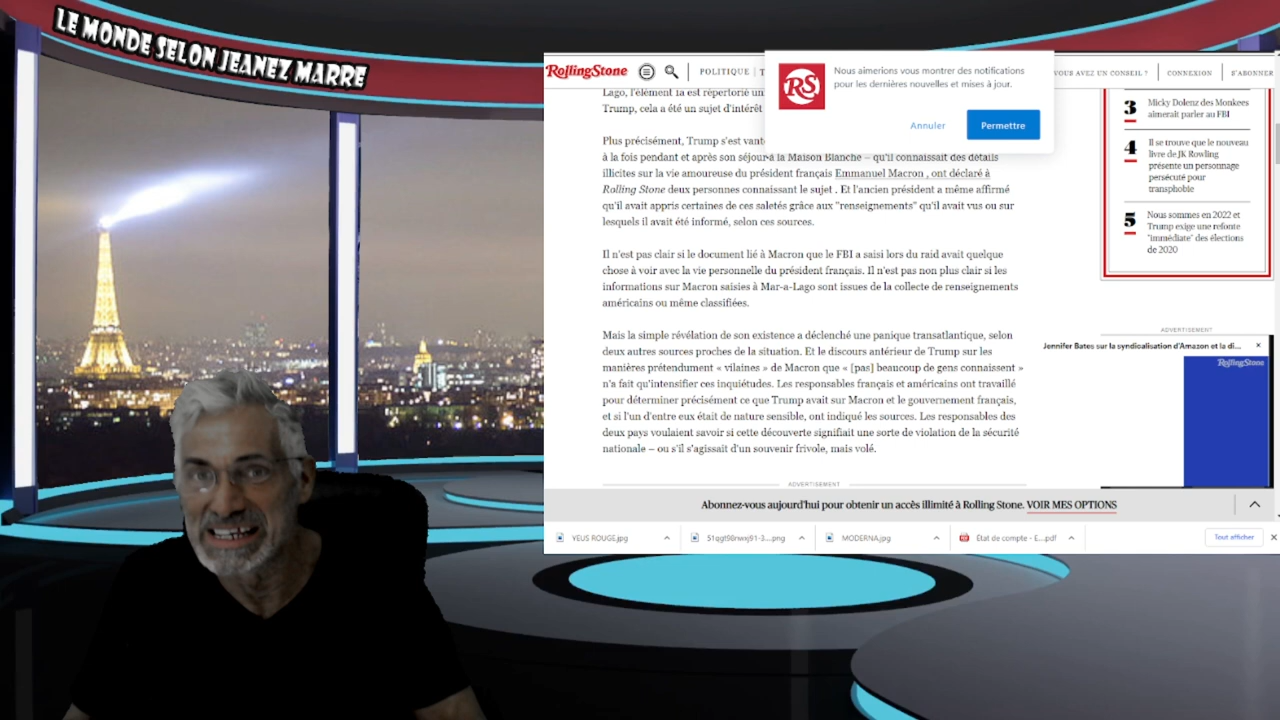 LE MONDE SELON JEANEZ MARRE
RollingStone
POLITIQUE
VOUS AVEZ UN CONSEIL ?
CONNEXION
S'ABONNER
RS
Nous aimerions vous montrer des notifications
pour les dernières nouvelles et mises à jour.
Annuler
Permettre
Lago, l'élément 1a est répertorié
Trump, cela a été un sujet d'intérêt
Plus précisément, Trump s'est
à la fois pendant et après son séjour à la Maison Blanche – qu'il connaissait des détails
illicites sur la vie amoureuse du président français Emmanuel Macron , ont déclaré à
Rolling Stone deux personnes connaissant le sujet . Et l'ancien président a même affirmé
qu'il avait appris certaines de ces saletés grâce aux "renseignements" qu'il avait vus ou sur
lesquels il avait été informé, selon ces sources.
Il n'est pas clair si le document lié à Macron que le FBI a saisi lors du raid avait quelque
chose à voir avec la vie personnelle du président français. Il n'est pas non plus clair si les
informations sur Macron saisies à Mar-a-Lago sont issues de la collecte de renseignements
américains ou même classifiées.
Mais la simple révélation de son existence a déclenché une panique transatlantique, selon
deux autres sources proches de la situation. Et le discours antérieur de Trump sur les
manières prétendument « vilaines » de Macron que « [pas] beaucoup de gens connaissent »
n'a fait qu'intensifier ces inquiétudes. Les responsables français et américains ont travaillé
pour déterminer précisément ce que Trump avait sur Macron et le gouvernement français,
et si l'un d'entre eux était de nature sensible, ont indiqué les sources. Les responsables des
deux pays voulaient savoir si cette découverte signifiait une sorte de violation de la sécurité
nationale – ou s'il s'agissait d'un souvenir frivole, mais volé.
ADVERTISEMENT
3
Micky Dolenz des Monkees
aimerait parler au FBI
4
Il se trouve que le nouveau
livre de JK Rowling
présente un personnage
persécuté pour
transphobie
5
Nous sommes en 2022 et
Trump exige une refonte
"immédiate" des élections
de 2020
ADVERTISEMENT
Jennifer Bates sur la syndicalisation d'Amazon et la di...
RollingStone
Abonnez-vous aujourd'hui pour obtenir un accès illimité à Rolling Stone. VOIR MES OPTIONS
YEUS ROUGE.jpg
MODERNA.jpg
État de compte - £....pdf
Tout afficher